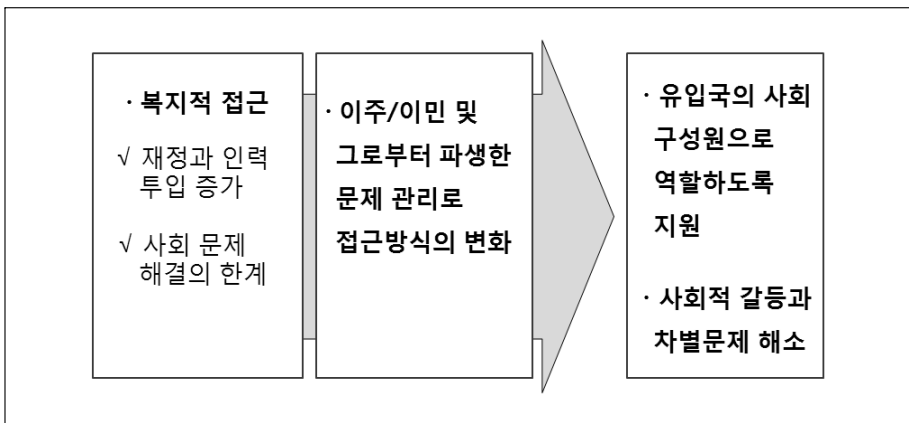 · 복지적 접근
√ 재정과 인력
투입 증가
√ 사회 문제
해결의 한계
· 이주/이민 및
그로부터 파생한
문제 관리로
접근방식의 변화
· 유입국의 사회
구성원으로
역할하도록
지원
· 사회적 갈등과
차별문제 해소